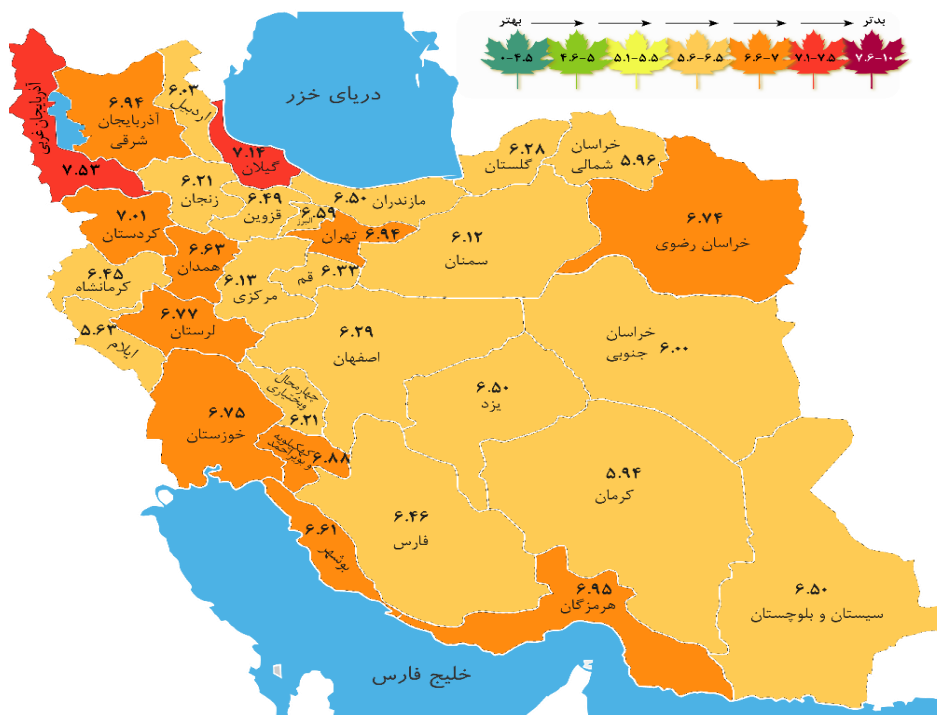 بهتر
بدتر
۰-۴.۵
۴.۶-۵
۵.۱-۵.۵
۵.۶-۶.۵
۶.۶-۷
۷.۱-۷.۵
۷.۶-۱۰
دریای خزر
آذربایجان غربی
۷.۵۳
۶.۹۴
آذربایجان
شرقی
۶.۰۳
اردبیل
۷.۱۴
گیلان
۶.۲۸
گلستان
خراسان
شمالی
۵.۹۶
۶.۷۴
خراسان رضوی
۶.۲۱
زنجان
۶.۴۹
قزوین
۶.۵۰
مازندران
۶.۵۹
البرز
تهران
۶.۹۴
۶.۱۲
سمنان
۷.۰۱
کردستان
۶.۶۳
همدان
۶.۱۳
مرکزی
قم
۶.۳۳
۶.۴۵
کرمانشاه
۵.۶۳
ایلام
۶.۷۷
لرستان
۶.۲۹
اصفهان
خراسان
جنوبی
۶.۰۰
۶.۵۰
یزد
چهارمحال
وبختیاری
۶.۲۱
۶.۷۵
خوزستان
کهکیلویه
و بویراحمد
۶.۸۸
۵.۹۴
کرمان
۶.۴۶
فارس
۶.۶۱
بوشهر
۶.۹۵
هرمزگان
۶.۵۰
سیستان و بلوچستان
خلیج فارس